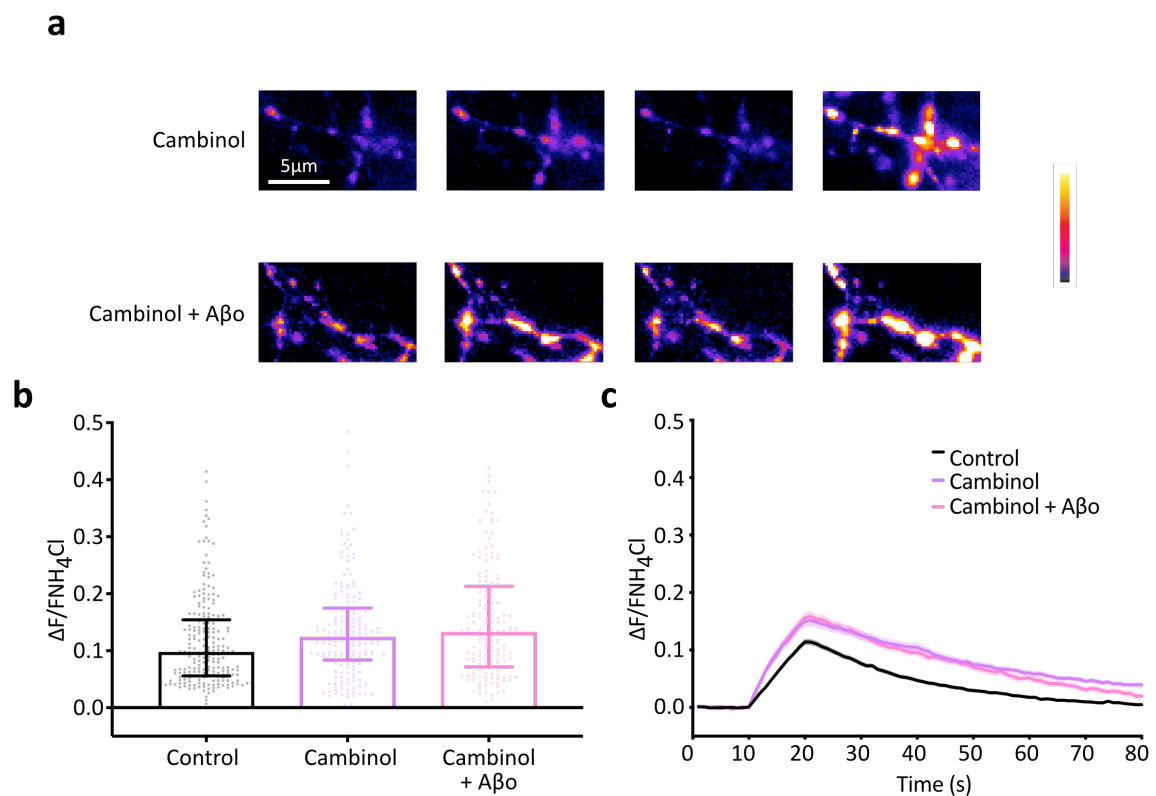 a
Cambinol
5μm
Cambinol + Aβo
b
ΔF/FNH4Cl
0.5
0.4
0.3
0.2
0.1
0.0
Control
Cambinol
Cambinol
+ Aβo
c
ΔF/FNH4Cl
0.5
0.4
0.3
0.2
0.1
0.0
Control
Cambinol
Cambinol + Aβo
0 10 20 30 40 50 60 70 80
Time (s)